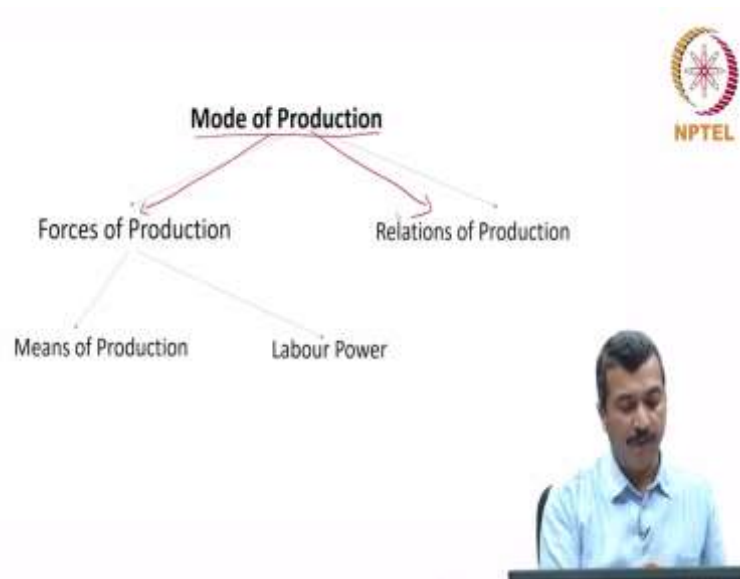 Mode of Production
NPTEL
Forces of Production
Relations of Production
Means of Production
Labour Power